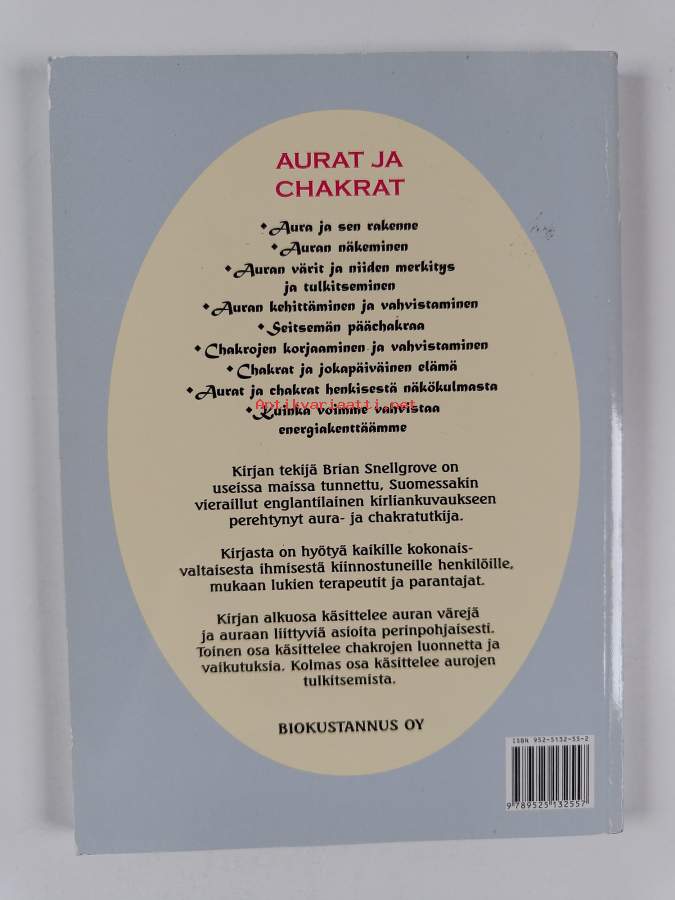 AURAT JA
CHAKRAT
• Aura ja sen rakenne
• Auran näkeminen
• Auran värit ja niiden merkitys
ja tulkitseminen
• Auran kehittäminen ja vahvistaminen
• Seitsemän päächakraa
• Chakrojen korjaaminen ja vahvistaminen
• Chakrat ja jokapäiväinen elämä
• Aurat ja chakrat henkisestä näkökulmasta
Antikvariaatti.net
• Kuinka voimme vahvistaa
energiakenttäämme
Kirjan tekijä Brian Snellgrove on
useissa maissa tunnettu, Suomessakin
vieraillut englantilainen kirliankuvaukseen
perehtynyt aura- ja chakratutkija.
Kirjasta on hyötyä kaikille kokonais-
valtaisesta ihmisestä kiinnostuneille henkilöille,
mukaan lukien terapeutit ja parantajat.
Kirjan alkuosa käsittelee auran värejä
ja auraan liittyviä asioita perinpohjaisesti.
Toinen osa käsittelee chakrojen luonnetta ja
vaikutuksia. Kolmas osa käsittelee aurojen
tulkitsemista.
BIOKUSTANNUS OY
ISBN 952-5132-55-2
9 789525 132557